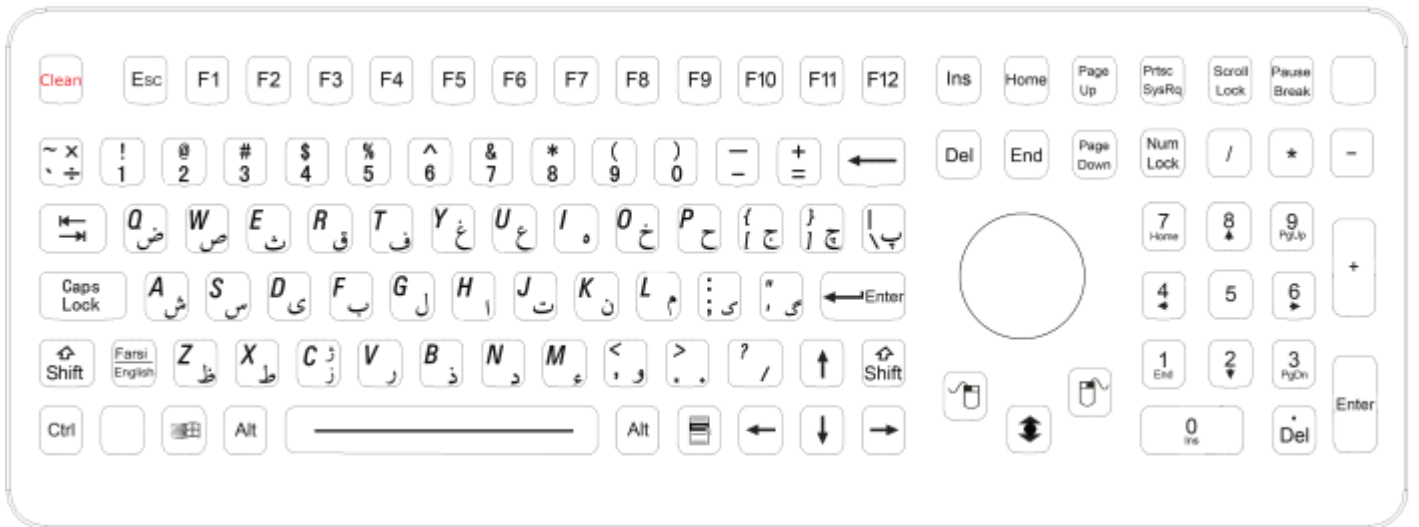 Clean Esc F1 F2 F3 F4 F5 F6 F7 F8 F9 F10 F11 F12 Ins Home Page Up Prtsc SysRq Scroll Lock Pause Break
~ × ` ÷ ! 1 @ 2 # 3 $ 4 % 5 ^ 6 & 7 * 8 ( 9 ) 0 — – + = Del End Page Down Num Lock / * –
Q ض W ص E ث R ق T ف Y غ U ع I ه O خ P ح { [ ج } ] چ | \ پ 7 Home 8 9 PgUp +
Caps Lock A ش S س D ی F ب G ل H ا J ت K ن L م : ; ک " ' گ Enter 4 5 6
Shift Farsi English Z ظ X ط C ژ ز V ر B ذ N د M ء < , و > . . ? / Shift 1 End 2 3 PgDn Enter
Ctrl Alt Alt 0 Ins . Del